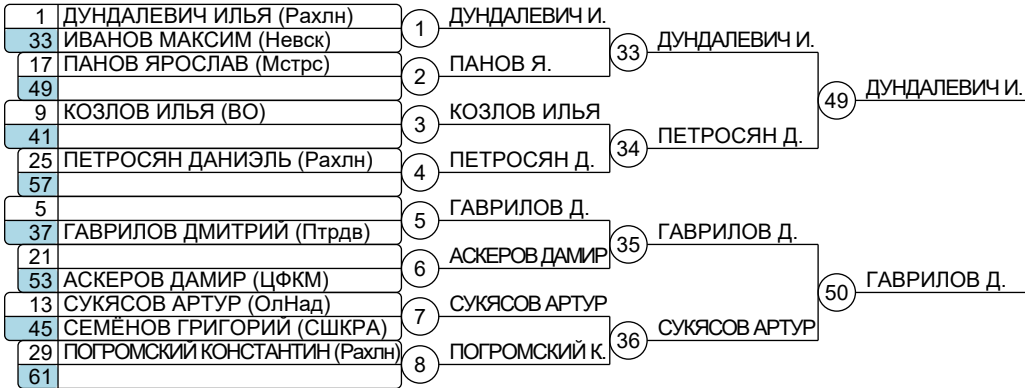 1 ДУНДАЛЕВИЧ ИЛЬЯ (Рахлн)
33 ИВАНОВ МАКСИМ (Невск)
17 ПАНОВ ЯРОСЛАВ (Мстрс)
49
9 КОЗЛОВ ИЛЬЯ (ВО)
41
25 ПЕТРОСЯН ДАНИЭЛЬ (Рахлн)
57
5
37 ГАВРИЛОВ ДМИТРИЙ (Птрдв)
21
53 АСКЕРОВ ДАМИР (ЦФКМ)
13 СУКЯСОВ АРТУР (ОлНад)
45 СЕМЁНОВ ГРИГОРИЙ (СШКРА)
29 ПОГРОМСКИЙ КОНСТАНТИН (Рахлн)
61
1 ДУНДАЛЕВИЧ И.
2 ПАНОВ Я.
3 КОЗЛОВ ИЛЬЯ
4 ПЕТРОСЯН Д.
5 ГАВРИЛОВ Д.
6 АСКЕРОВ ДАМИР
7 СУКЯСОВ АРТУР
8 ПОГРОМСКИЙ К.
33 ДУНДАЛЕВИЧ И.
34 ПЕТРОСЯН Д.
35 ГАВРИЛОВ Д.
36 СУКЯСОВ АРТУР
49 ДУНДАЛЕВИЧ И.
50 ГАВРИЛОВ Д.